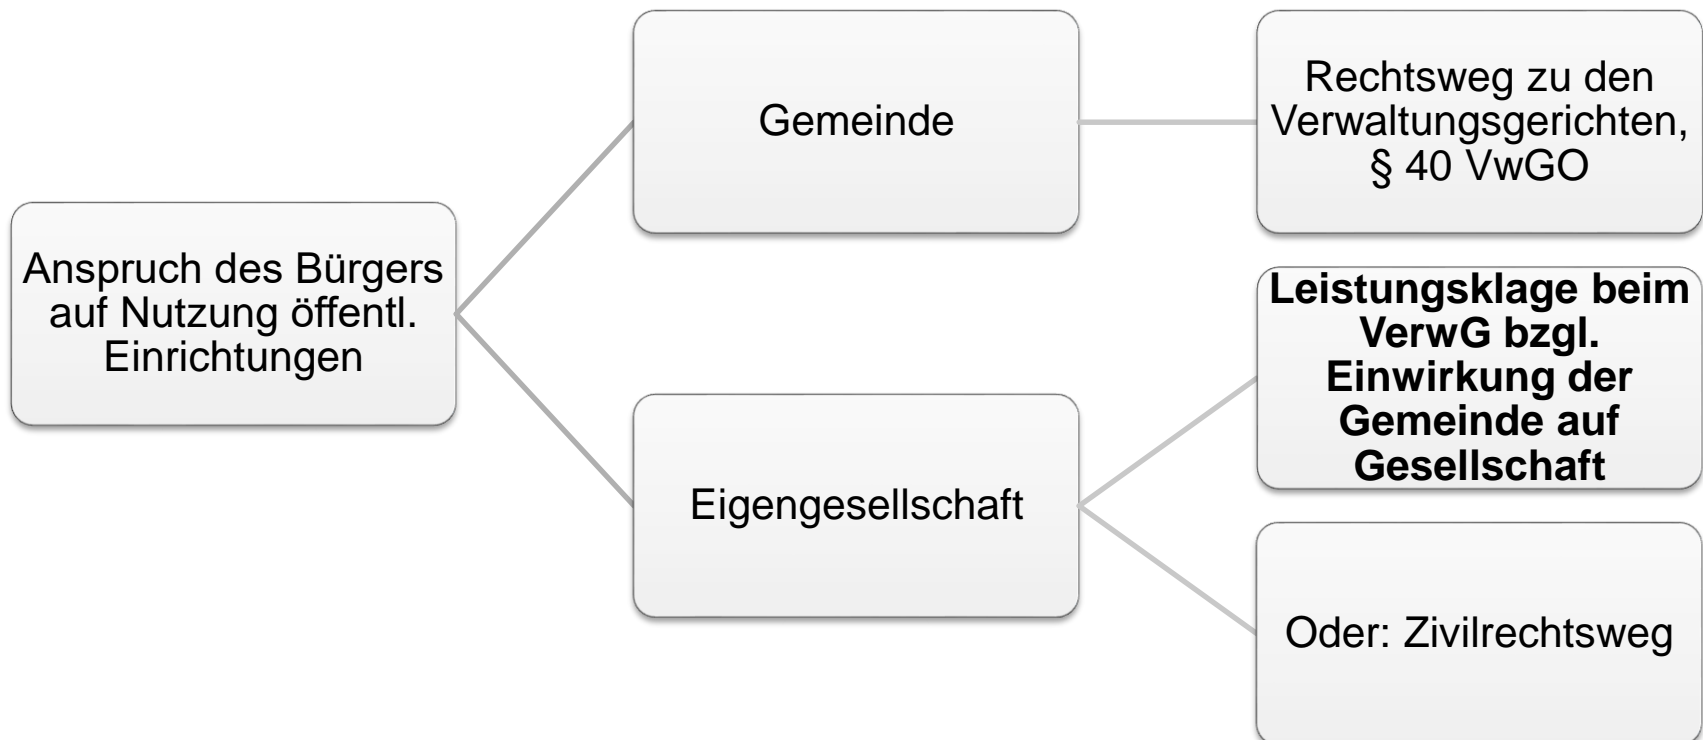 Anspruch des Bürgers
auf Nutzung öffentl.
Einrichtungen
Gemeinde
Rechtsweg zu den
Verwaltungsgerichten,
§ 40 VwGO
Eigengesellschaft
Leistungsklage beim
VerwG bzgl.
Einwirkung der
Gemeinde auf
Gesellschaft
Oder: Zivilrechtsweg